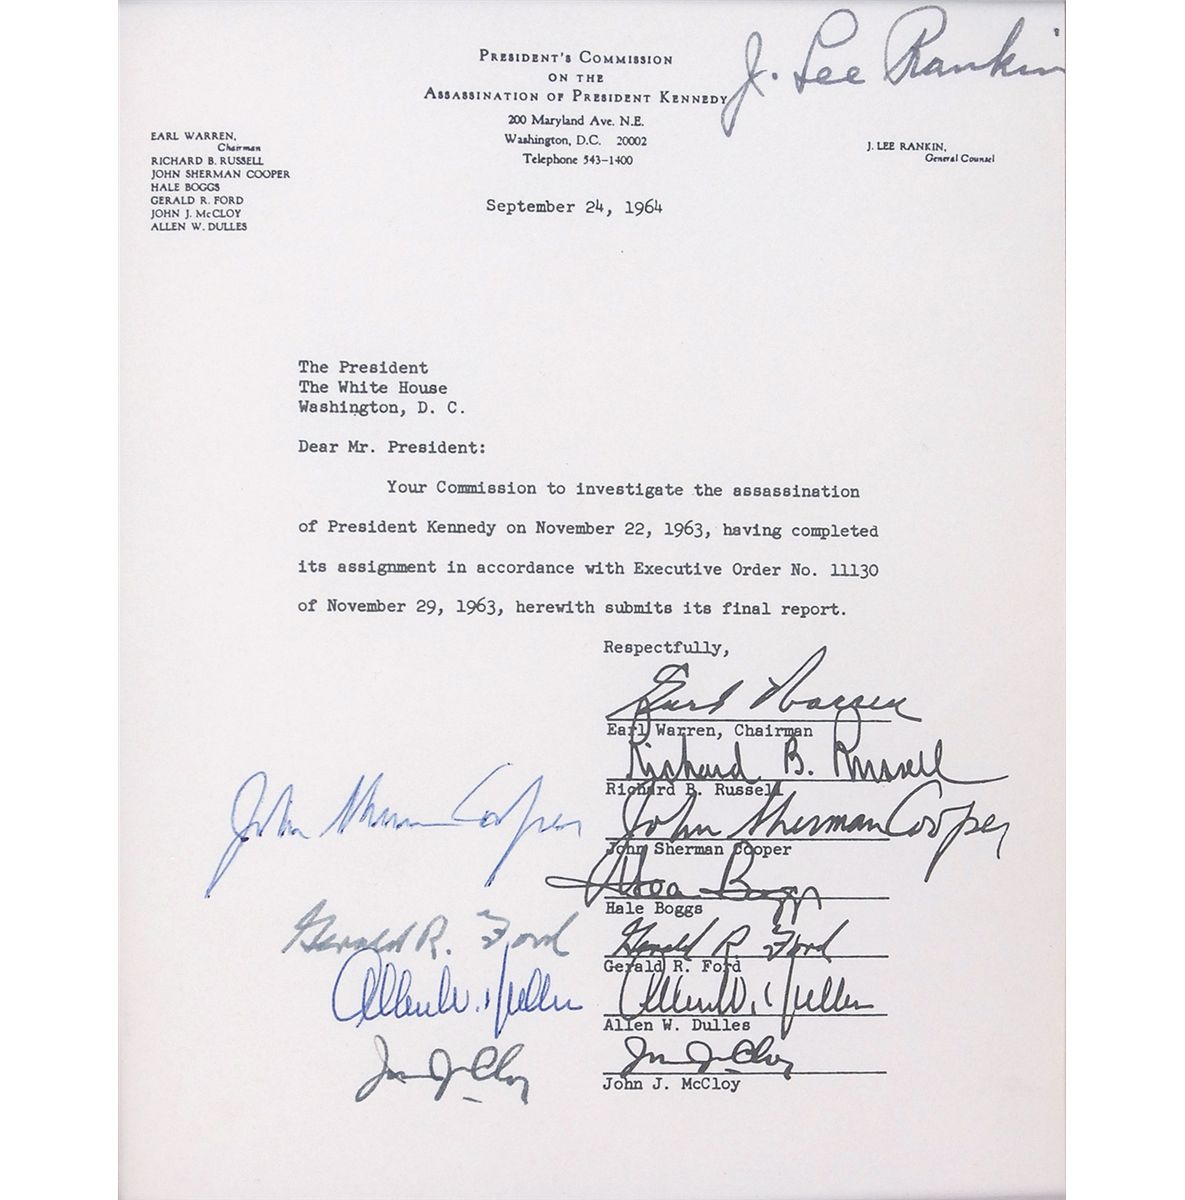 J. Lee Rankin
PRESIDENT'S COMMISSION
ON THE
ASSASSINATION OF PRESIDENT KENNEDY
200 Maryland Ave. N.E.
Washington, D.C. 20002
Telephone 543-1400
EARL WARREN,
Chairman
RICHARD B. RUSSELL
JOHN SHERMAN COOPER
HALE BOGGS
GERALD R. FORD
JOHN J. McCLOY
ALLEN W. DULLES
J. LEE RANKIN,
General Counsel
September 24, 1964
The President
The White House
Washington, D. C.
Dear Mr. President:
Your Commission to investigate the assassination
of President Kennedy on November 22, 1963, having completed
its assignment in accordance with Executive Order No. 11130
of November 29, 1963, herewith submits its final report.
Respectfully,
Earl Warren
Earl Warren, Chairman
Richard B. Russell
Richard B. Russell
John Sherman Cooper
John Sherman Cooper
John Sherman Cooper
Hale Boggs
Hale Boggs
Gerald R. Ford
Gerald R. Ford
Gerald R. Ford
Allen W. Dulles
Allen W. Dulles
Allen W. Dulles
John J. McCloy
John J. McCloy
John J. McCloy